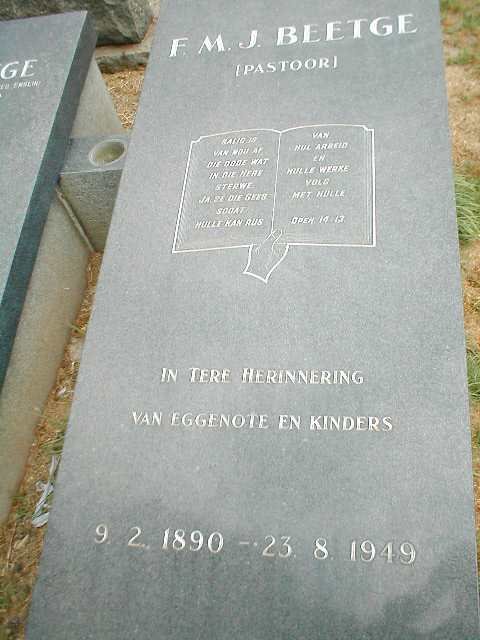 GE
F. M. J. BEETGE
[PASTOOR]
SALIG IS
VAN NOU AF
DIE DODE WAT
IN DIE HERE
STERWE.
JA SE DIE GEES
SODAT
HULLE KAN RUS
VAN
HUL ARBEID
EN
HULLE WERKE
VOLG
MET HULLE
OPEN. 14-13
IN TERE HERINNERING
VAN EGGENOTE EN KINDERS
9. 2. 1890 - 23. 8. 1949